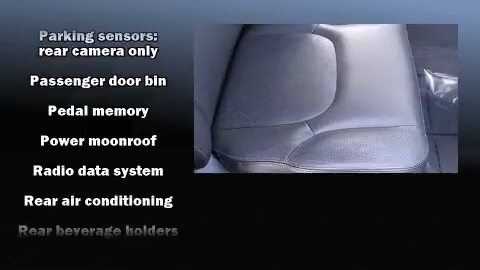 Parking sensors:
rear camera only
Passenger door bin
Pedal memory
Power moonroof
Radio data system
Rear air conditioning
Rear beverage holders